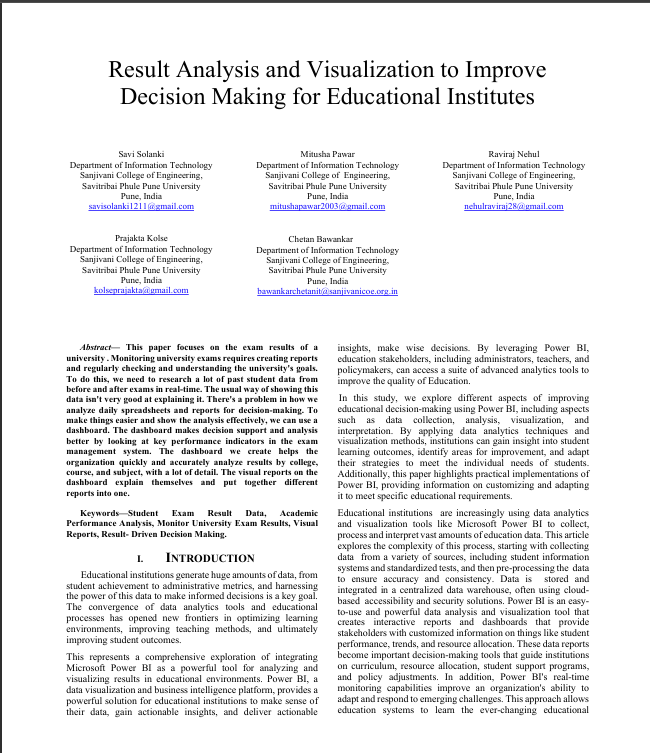 Result Analysis and Visualization to Improve
Decision Making for Educational Institutes
Savi Solanki
Department of Information Technology
Sanjivani College of Engineering,
Savitribai Phule Pune University
Pune, India
savisolanki1211@gmail.com
Mitusha Pawar
Department of Information Technology
Sanjivani College of Engineering,
Savitribai Phule Pune University
Pune, India
mitushapawar2003@gmail.com
Raviraj Nehul
Department of Information Technology
Sanjivani College of Engineering,
Savitribai Phule Pune University
Pune, India
nehulraviraj28@gmail.com
Prajakta Kolse
Department of Information Technology
Sanjivani College of Engineering,
Savitribai Phule Pune University
Pune, India
kolseprajakta@gmail.com
Chetan Bawankar
Department of Information Technology
Sanjivani College of Engineering,
Savitribai Phule Pune University
Pune, India
bawankarchetanit@sanjivanicoe.org.in
Abstract— This paper focuses on the exam results of a
university . Monitoring university exams requires creating reports
and regularly checking and understanding the university's goals.
To do this, we need to research a lot of past student data from
before and after exams in real-time. The usual way of showing this
data isn't very good at explaining it. There's a problem in how we
analyze daily spreadsheets and reports for decision-making. To
make things easier and show the analysis effectively, we can use a
dashboard. The dashboard makes decision support and analysis
better by looking at key performance indicators in the exam
management system. The dashboard we create helps the
organization quickly and accurately analyze results by college,
course, and subject, with a lot of detail. The visual reports on the
dashboard explain themselves and put together different
reports into one.
Keywords—Student Exam Result Data, Academic
Performance Analysis, Monitor University Exam Results, Visual
Reports, Result- Driven Decision Making.
I. INTRODUCTION
Educational institutions generate huge amounts of data, from
student achievement to administrative metrics, and harnessing
the power of this data to make informed decisions is a key goal.
The convergence of data analytics tools and educational
processes has opened new frontiers in optimizing learning
environments, improving teaching methods, and ultimately
improving student outcomes.
This represents a comprehensive exploration of integrating
Microsoft Power BI as a powerful tool for analyzing and
visualizing results in educational environments. Power BI, a
data visualization and business intelligence platform, provides a
powerful solution for educational institutions to make sense of
their data, gain actionable insights, and deliver actionable
insights, make wise decisions. By leveraging Power BI,
education stakeholders, including administrators, teachers, and
policymakers, can access a suite of advanced analytics tools to
improve the quality of Education.
In this study, we explore different aspects of improving
educational decision-making using Power BI, including aspects
such as data collection, analysis, visualization, and
interpretation. By applying data analytics techniques and
visualization methods, institutions can gain insight into student
learning outcomes, identify areas for improvement, and adapt
their strategies to meet the individual needs of students.
Additionally, this paper highlights practical implementations of
Power BI, providing information on customizing and adapting
it to meet specific educational requirements.
Educational institutions are increasingly using data analytics
and visualization tools like Microsoft Power BI to collect,
process and interpret vast amounts of education data. This article
explores the complexity of this process, starting with collecting
data from a variety of sources, including student information
systems and standardized tests, and then pre-processing the data
to ensure accuracy and consistency. Data is stored and
integrated in a centralized data warehouse, often using cloud-
based accessibility and security solutions. Power BI is an easy-
to-use and powerful data analysis and visualization tool that
creates interactive reports and dashboards that provide
stakeholders with customized information on things like student
performance, trends, and resource allocation. These data reports
become important decision-making tools that guide institutions
on curriculum, resource allocation, student support programs,
and policy adjustments. In addition, Power BI's real-time
monitoring capabilities improve an organization's ability to
adapt and respond to emerging challenges. This approach allows
education systems to learn the ever-changing educational